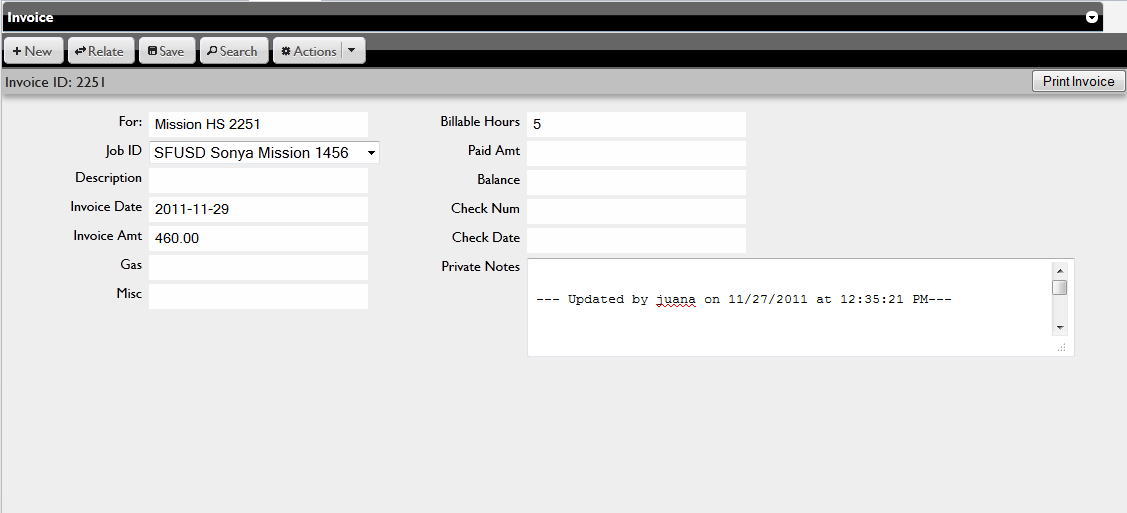 Invoice
New Relate Save Search Actions
Invoice ID: 2251 Print Invoice
For: Mission HS 2251
Job ID SFUSD Sonya Mission 1456
Description
Invoice Date 2011-11-29
Invoice Amt 460.00
Gas
Misc
Billable Hours 5
Paid Amt
Balance
Check Num
Check Date
Private Notes
--- Updated by juana on 11/27/2011 at 12:35:21 PM---